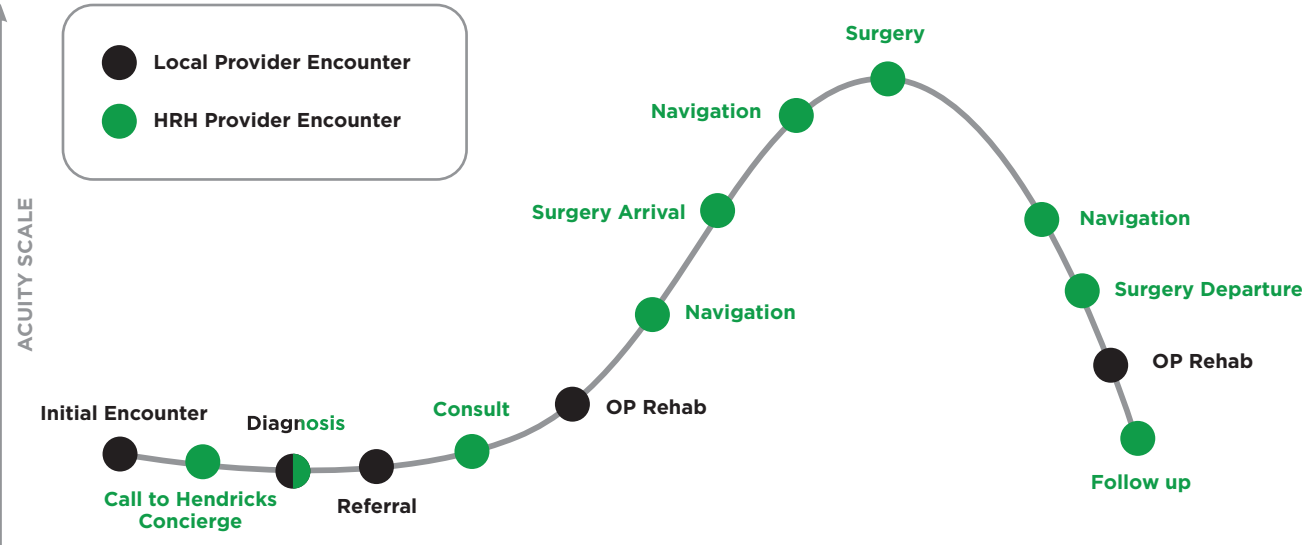 Local Provider Encounter
HRH Provider Encounter
ACUITY SCALE
Initial Encounter
Call to Hendricks
Concierge
Diagnosis
Referral
Consult
OP Rehab
Navigation
Surgery Arrival
Navigation
Surgery
Navigation
Surgery Departure
OP Rehab
Follow up